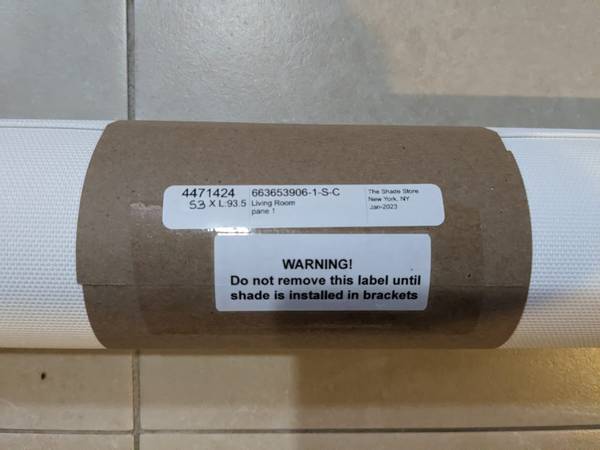 4471424 663653906-1-S-C The Shade Store
53 X L:93.5 Living Room New York, NY
pane 1 Jan-2023
WARNING!
Do not remove this label until
shade is installed in brackets